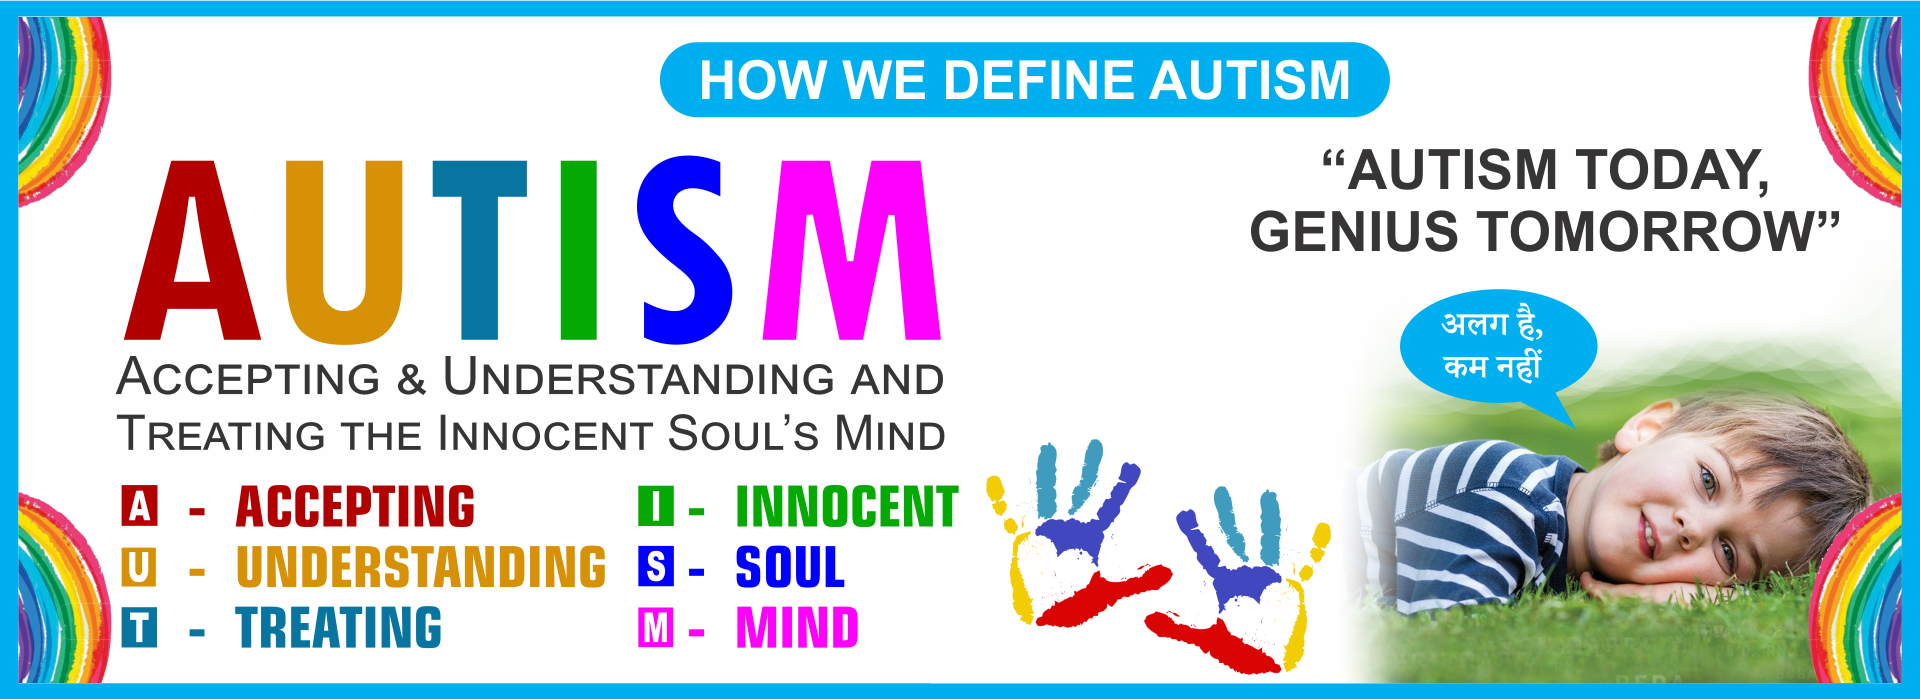 HOW WE DEFINE AUTISM
AUTISM
ACCEPTING & UNDERSTANDING AND
TREATING THE INNOCENT SOUL'S MIND
A - ACCEPTING
U - UNDERSTANDING
T - TREATING
I - INNOCENT
S - SOUL
M - MIND
“AUTISM TODAY,
GENIUS TOMORROW”
अलग है,
कम नहीं